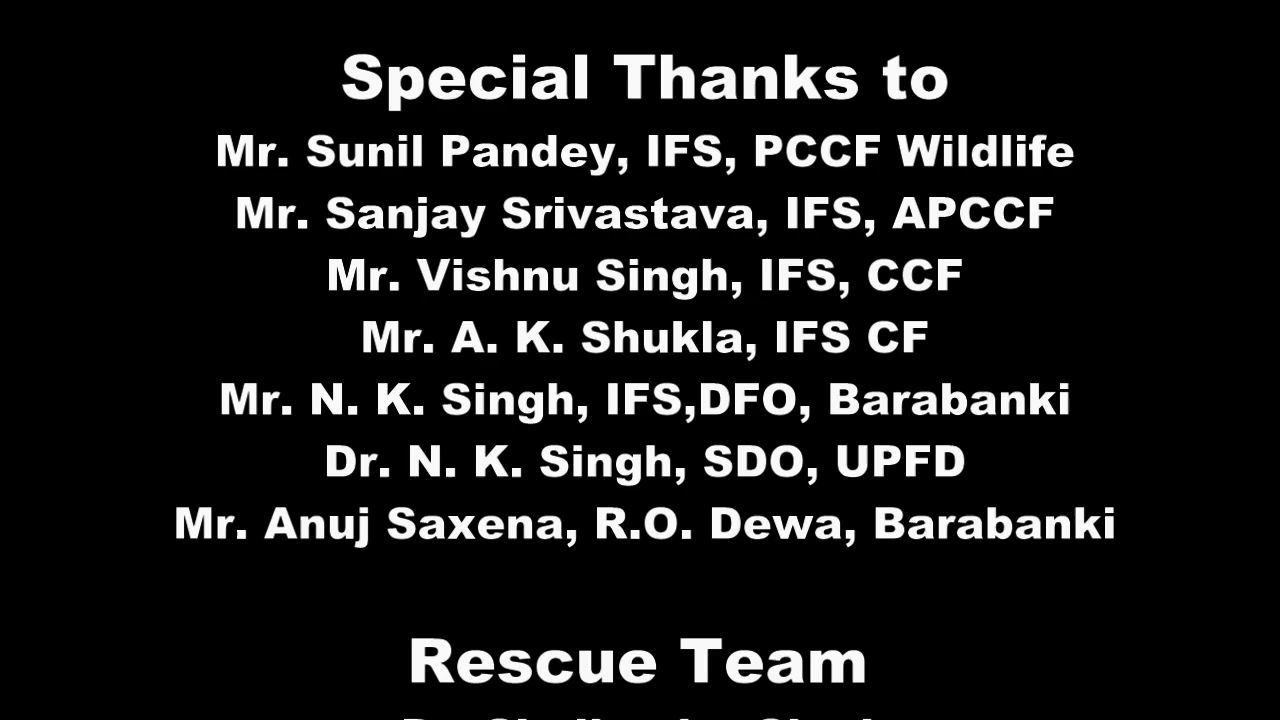 Special Thanks to
Mr. Sunil Pandey, IFS, PCCF Wildlife
Mr. Sanjay Srivastava, IFS, APCCF
Mr. Vishnu Singh, IFS, CCF
Mr. A. K. Shukla, IFS CF
Mr. N. K. Singh, IFS,DFO, Barabanki
Dr. N. K. Singh, SDO, UPFD
Mr. Anuj Saxena, R.O. Dewa, Barabanki
Rescue Team